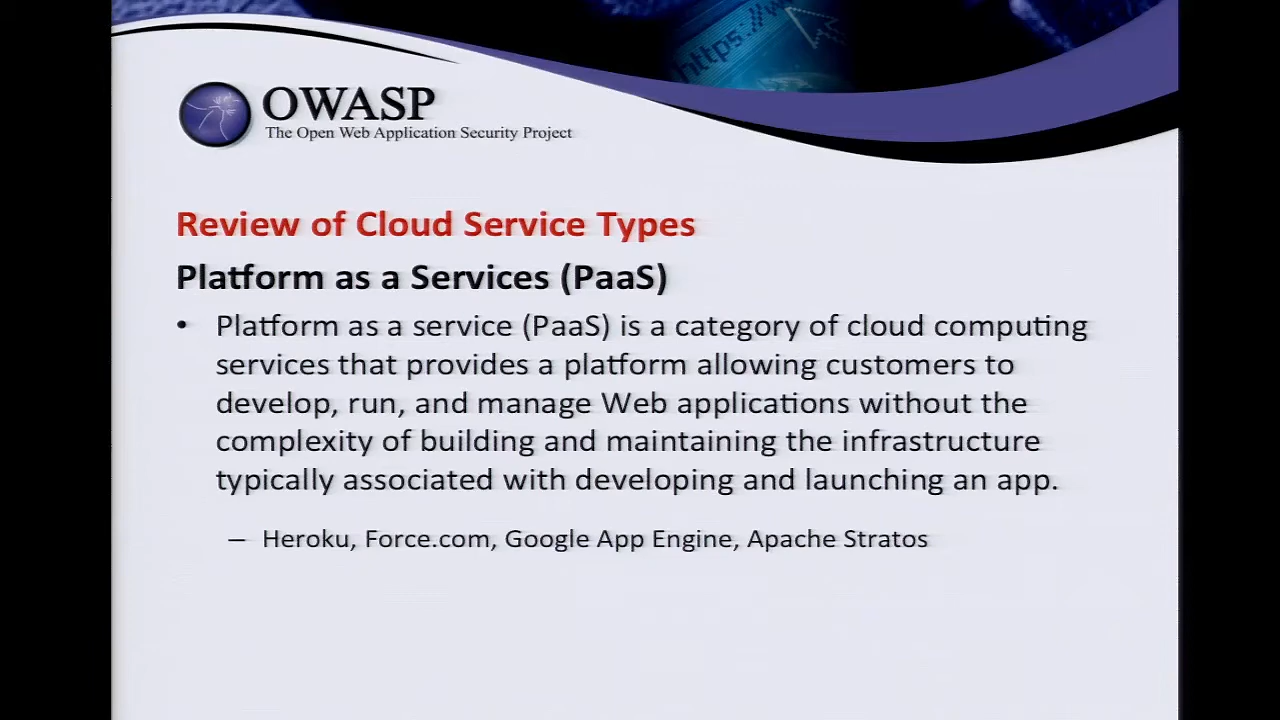 https://w
OWASP
The Open Web Application Security Project
Review of Cloud Service Types
Platform as a Services (PaaS)
• Platform as a service (PaaS) is a category of cloud computing
services that provides a platform allowing customers to
develop, run, and manage Web applications without the
complexity of building and maintaining the infrastructure
typically associated with developing and launching an app.
– Heroku, Force.com, Google App Engine, Apache Stratos